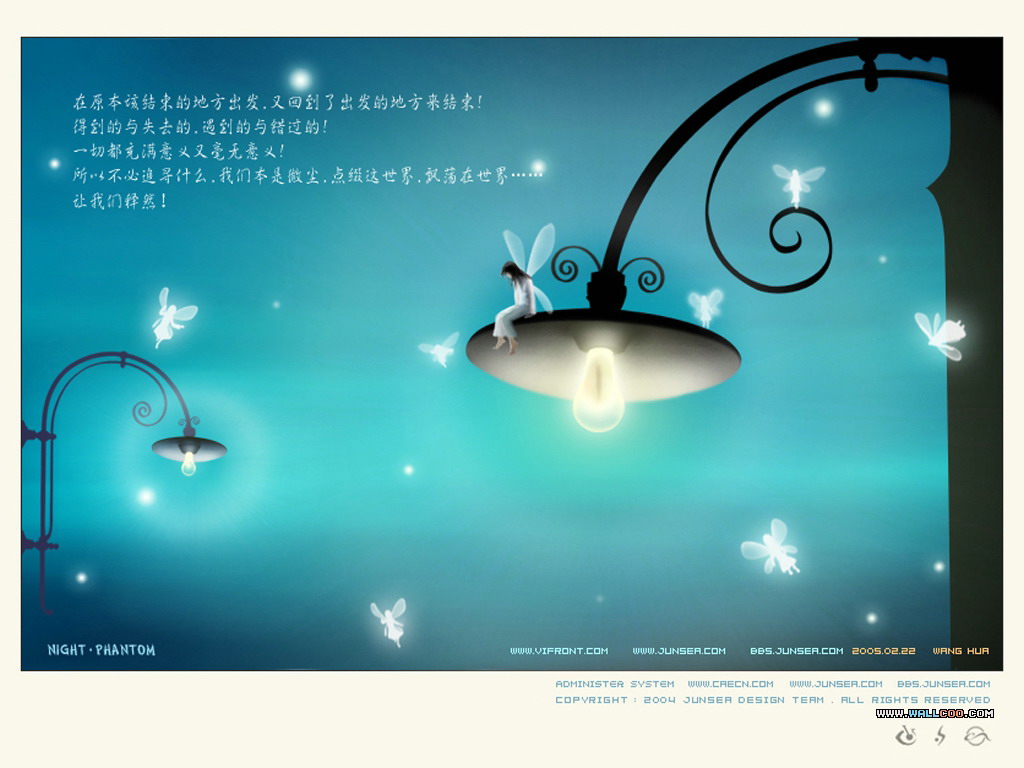 在原本该结束的地方出发.又回到了出发的地方来结束!
得到的与失去的.遇到的与错过的!
一切都充满意义又毫无意义!
所以不必追寻什么.我们本是微尘.点缀这世界.飘荡在世界……
让我们释然!
NIGHT·PHANTOM
WWW.VIFRONT.COM WWW.JUNSEA.COM BBS.JUNSEA.COM 2005.02.22 WANG HUA
ADMINISTER SYSTEM WWW.CAECN.COM WWW.JUNSEA.COM BBS.JUNSEA.COM
COPYRIGHT : 2004 JUNSEA DESIGN TEAM . ALL RIGHTS RESERVED
WWW.WALLCOO.COM